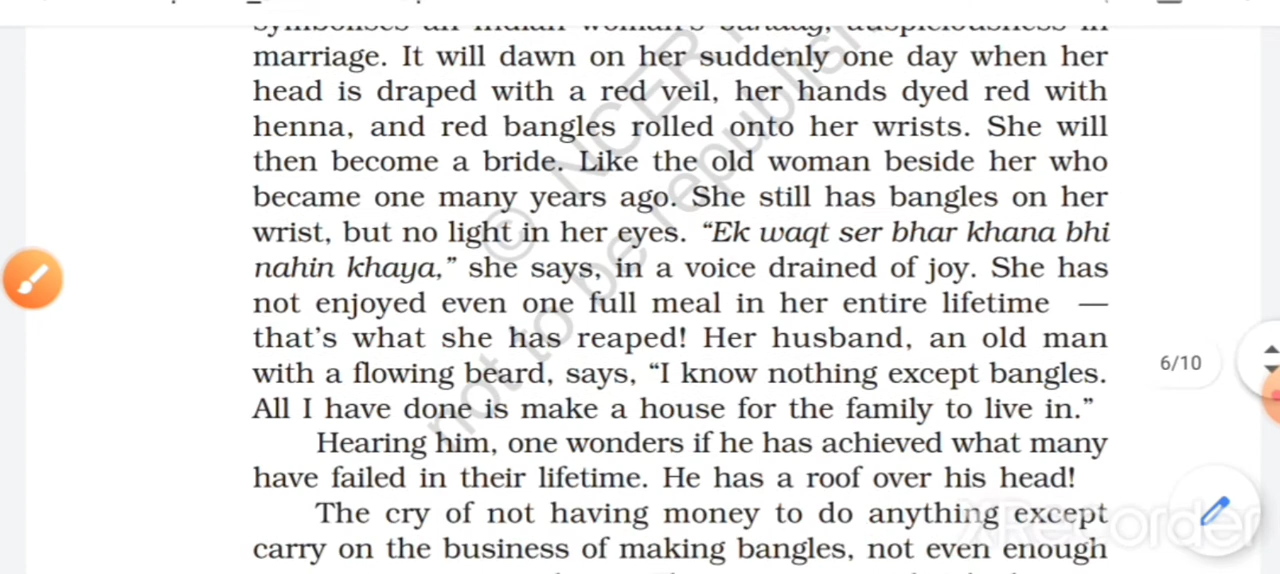 marriage. It will dawn on her suddenly one day when her
head is draped with a red veil, her hands dyed red with
henna, and red bangles rolled onto her wrists. She will
then become a bride. Like the old woman beside her who
became one many years ago. She still has bangles on her
wrist, but no light in her eyes. “Ek waqt ser bhar khana bhi
nahin khaya,” she says, in a voice drained of joy. She has
not enjoyed even one full meal in her entire lifetime —
that’s what she has reaped! Her husband, an old man
with a flowing beard, says, “I know nothing except bangles.
All I have done is make a house for the family to live in.”
6/10
Hearing him, one wonders if he has achieved what many
have failed in their lifetime. He has a roof over his head!
The cry of not having money to do anything except
carry on the business of making bangles, not even enough
© NCERT
not to be republish
XRecorder